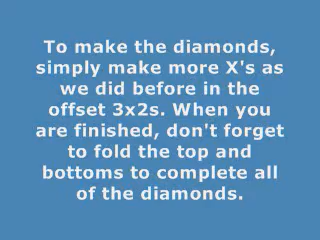 To make the diamonds,
simply make more X's as
we did before in the
offset 3x2s. When you
are finished, don't forget
to fold the top and
bottoms to complete all
of the diamonds.